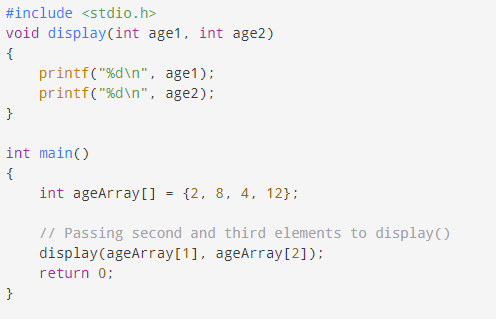 #include <stdio.h>
void display(int age1, int age2)
{
    printf("%d\n", age1);
    printf("%d\n", age2);
}

int main()
{
    int ageArray[] = {2, 8, 4, 12};

    // Passing second and third elements to display()
    display(ageArray[1], ageArray[2]);
    return 0;
}